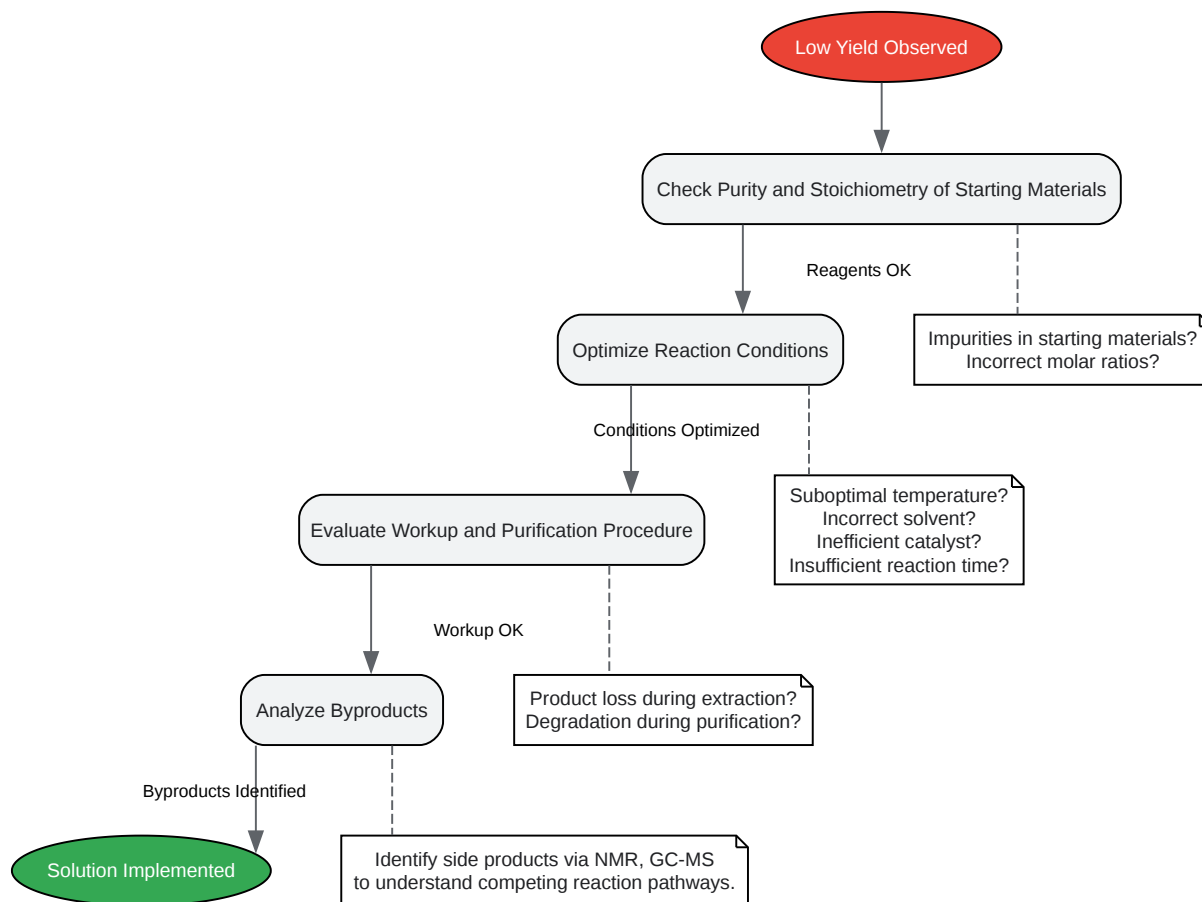 Low Yield Observed
Check Purity and Stoichiometry of Starting Materials
Reagents OK
Optimize Reaction Conditions
Impurities in starting materials?
Incorrect molar ratios?
Conditions Optimized
Suboptimal temperature?
Incorrect solvent?
Inefficient catalyst?
Insufficient reaction time?
Evaluate Workup and Purification Procedure
Workup OK
Product loss during extraction?
Degradation during purification?
Analyze Byproducts
Byproducts Identified
Identify side products via NMR, GC-MS
to understand competing reaction pathways.
Solution Implemented